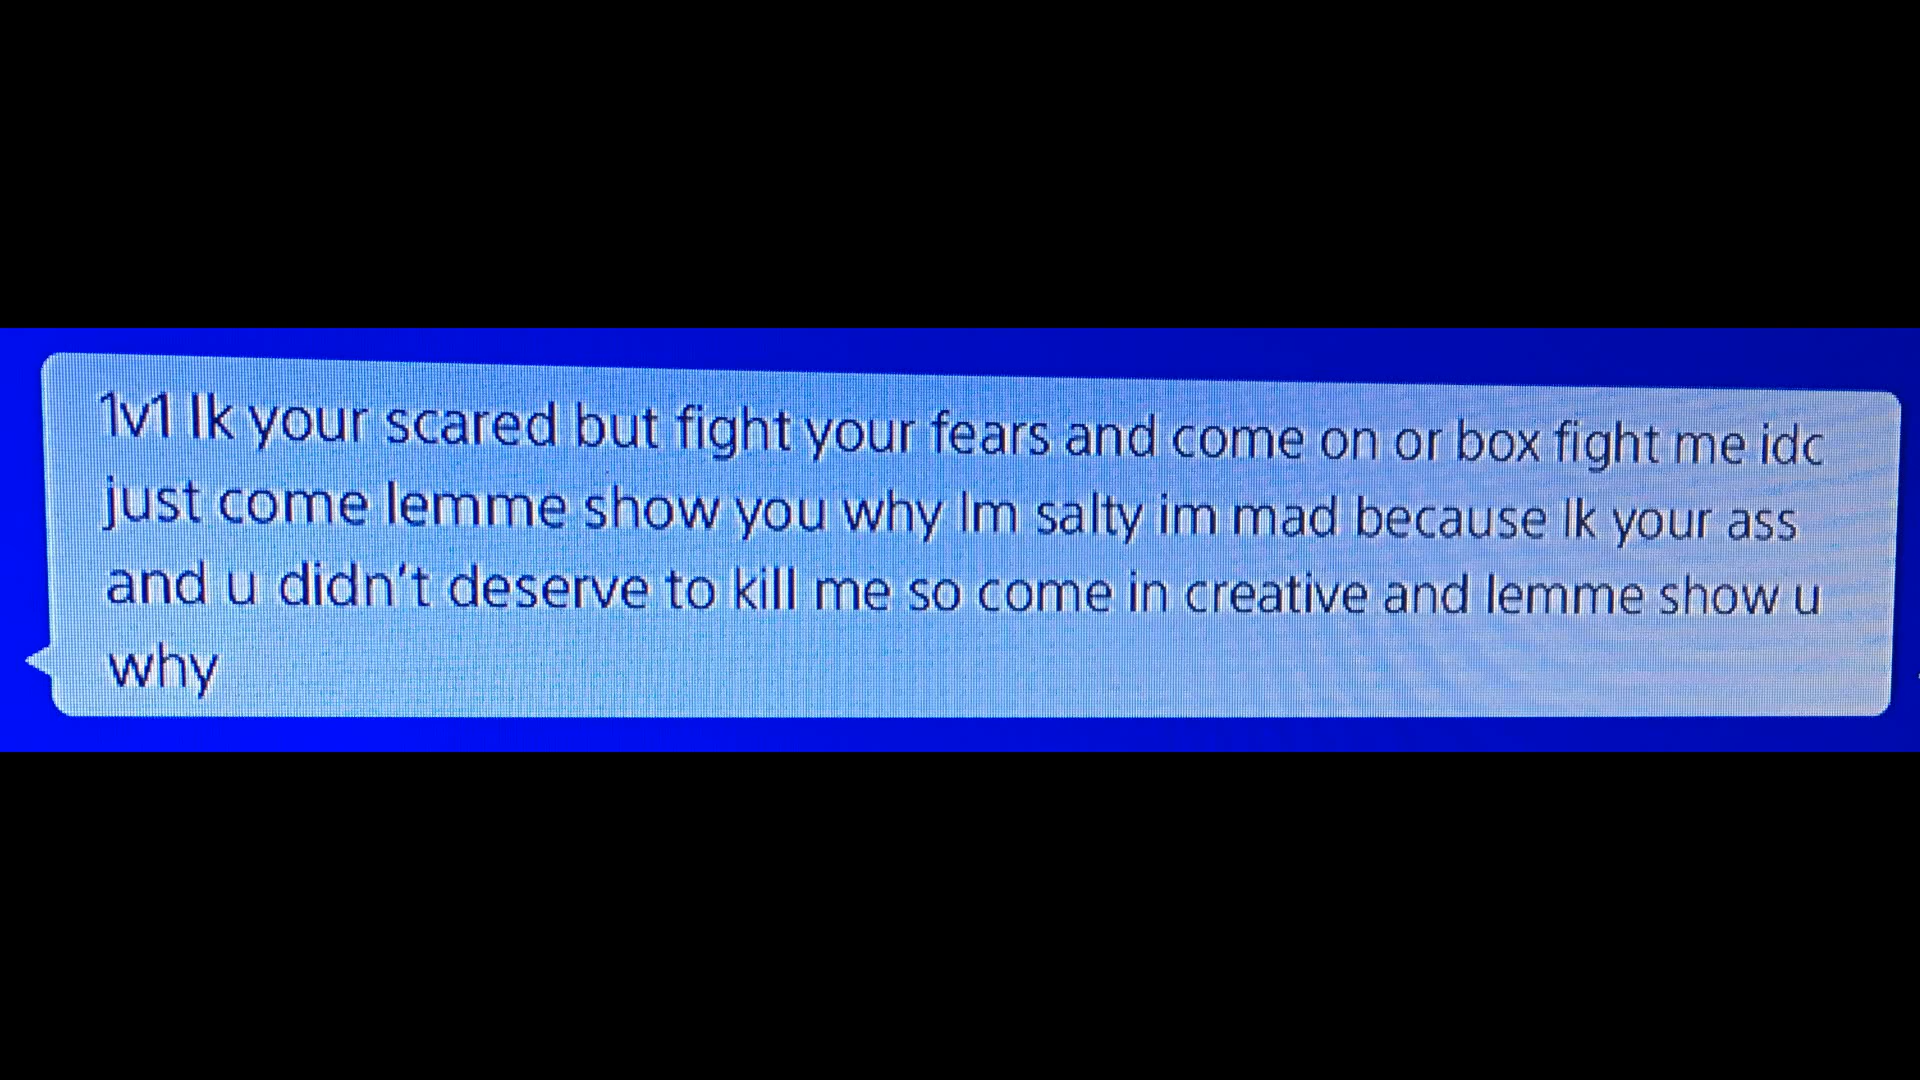 1v1 Ik your scared but fight your fears and come on or box fight me idc
just come lemme show you why Im salty im mad because Ik your ass
and u didn't deserve to kill me so come in creative and lemme show u
why